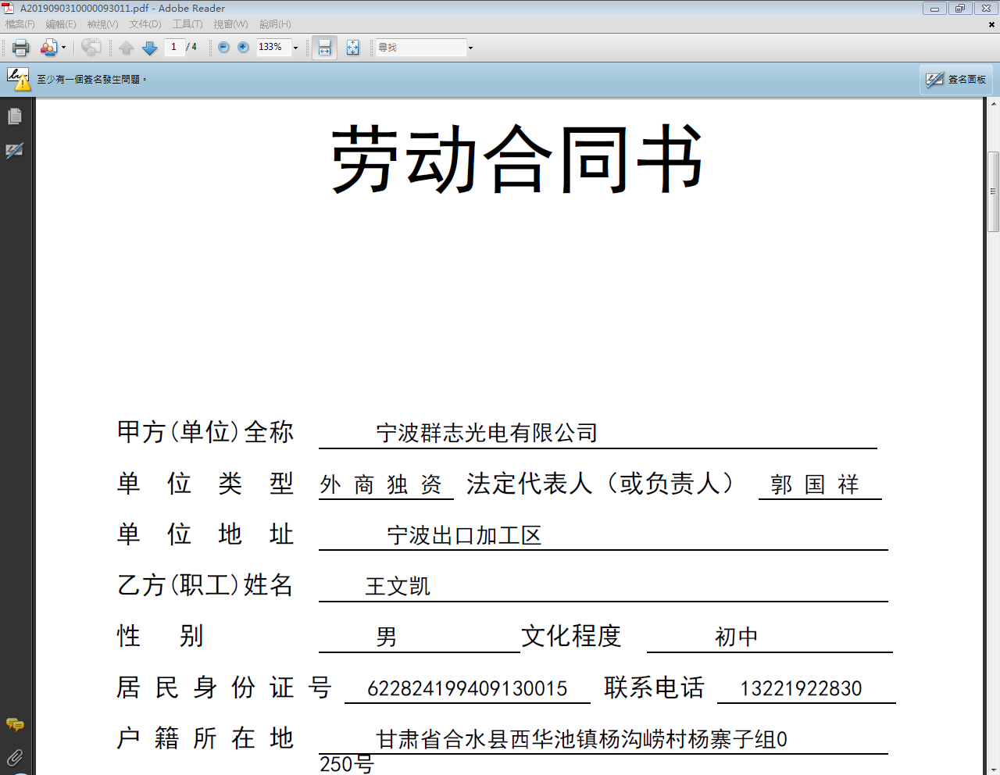 A2019090310000093011.pdf - Adobe Reader
檔案(F) 編輯(E) 檢視(V) 文件(D) 工具(T) 視窗(W) 說明(H)
1 / 4 133% 尋找
至少有一個簽名發生問題。 簽名面板
劳动合同书
甲方(单位)全称 宁波群志光电有限公司
单 位 类 型 外 商 独 资 法定代表人（或负责人） 郭 国 祥
单 位 地 址 宁波出口加工区
乙方(职工)姓名 王文凯
性 别 男 文化程度 初中
居 民 身 份 证 号 622824199409130015 联系电话 13221922830
户 籍 所 在 地 甘肃省合水县西华池镇杨沟崂村杨寨子组0
250号